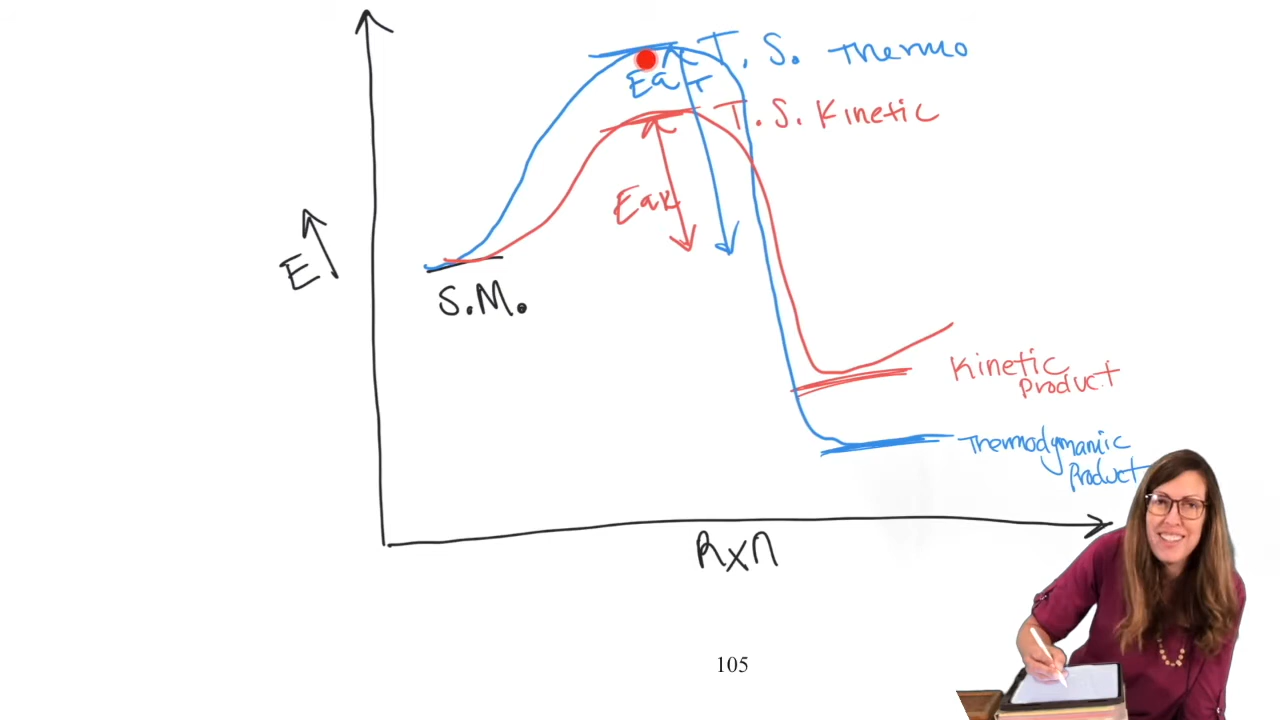 T. S. Thermo
EaT
T. S. Kinetic
Eak
E
S.M.
Kinetic
Product
Thermodynamic
Product
Rxn
105